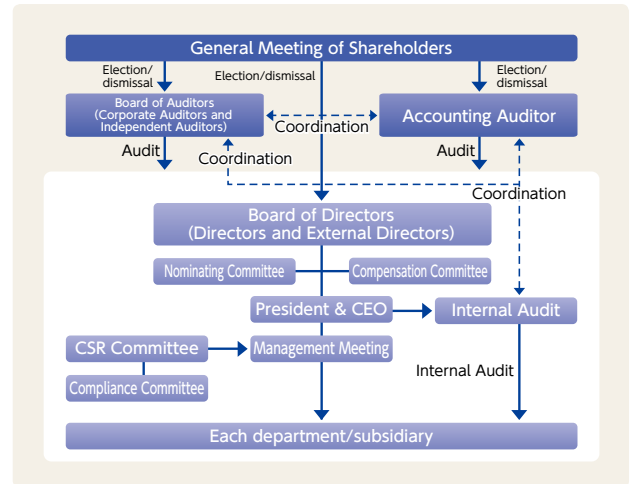 General Meeting of Shareholders
Election/
dismissal
Election/dismissal
Election/
dismissal
Board of Auditors
(Corporate Auditors and
Independent Auditors)
Coordination
Accounting Auditor
Audit
Coordination
Audit
Coordination
Board of Directors
(Directors and External Directors)
Nominating Committee
Compensation Committee
President & CEO
Internal Audit
CSR Committee
Management Meeting
Internal Audit
Compliance Committee
Each department/subsidiary